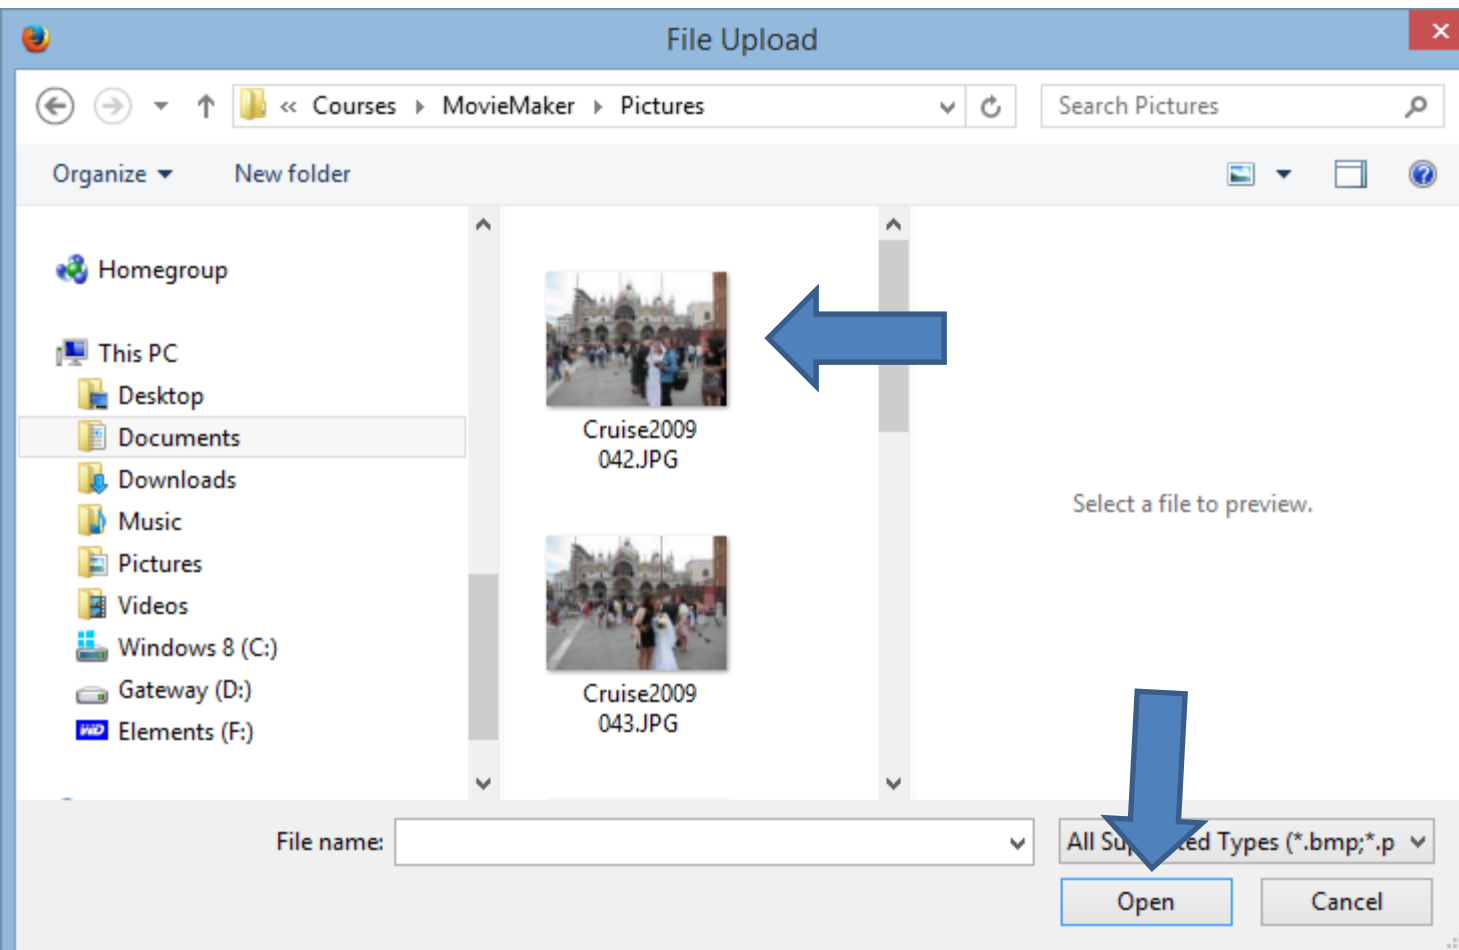 File Upload
« Courses MovieMaker Pictures
Search Pictures
Organize
New folder
Homegroup
This PC
Desktop
Documents
Downloads
Music
Pictures
Videos
Windows 8 (C:)
Gateway (D:)
WD Elements (F:)
Cruise2009
042.JPG
Cruise2009
043.JPG
Select a file to preview.
File name:
All Sup ted Types (*.bmp;*.p
Open
Cancel